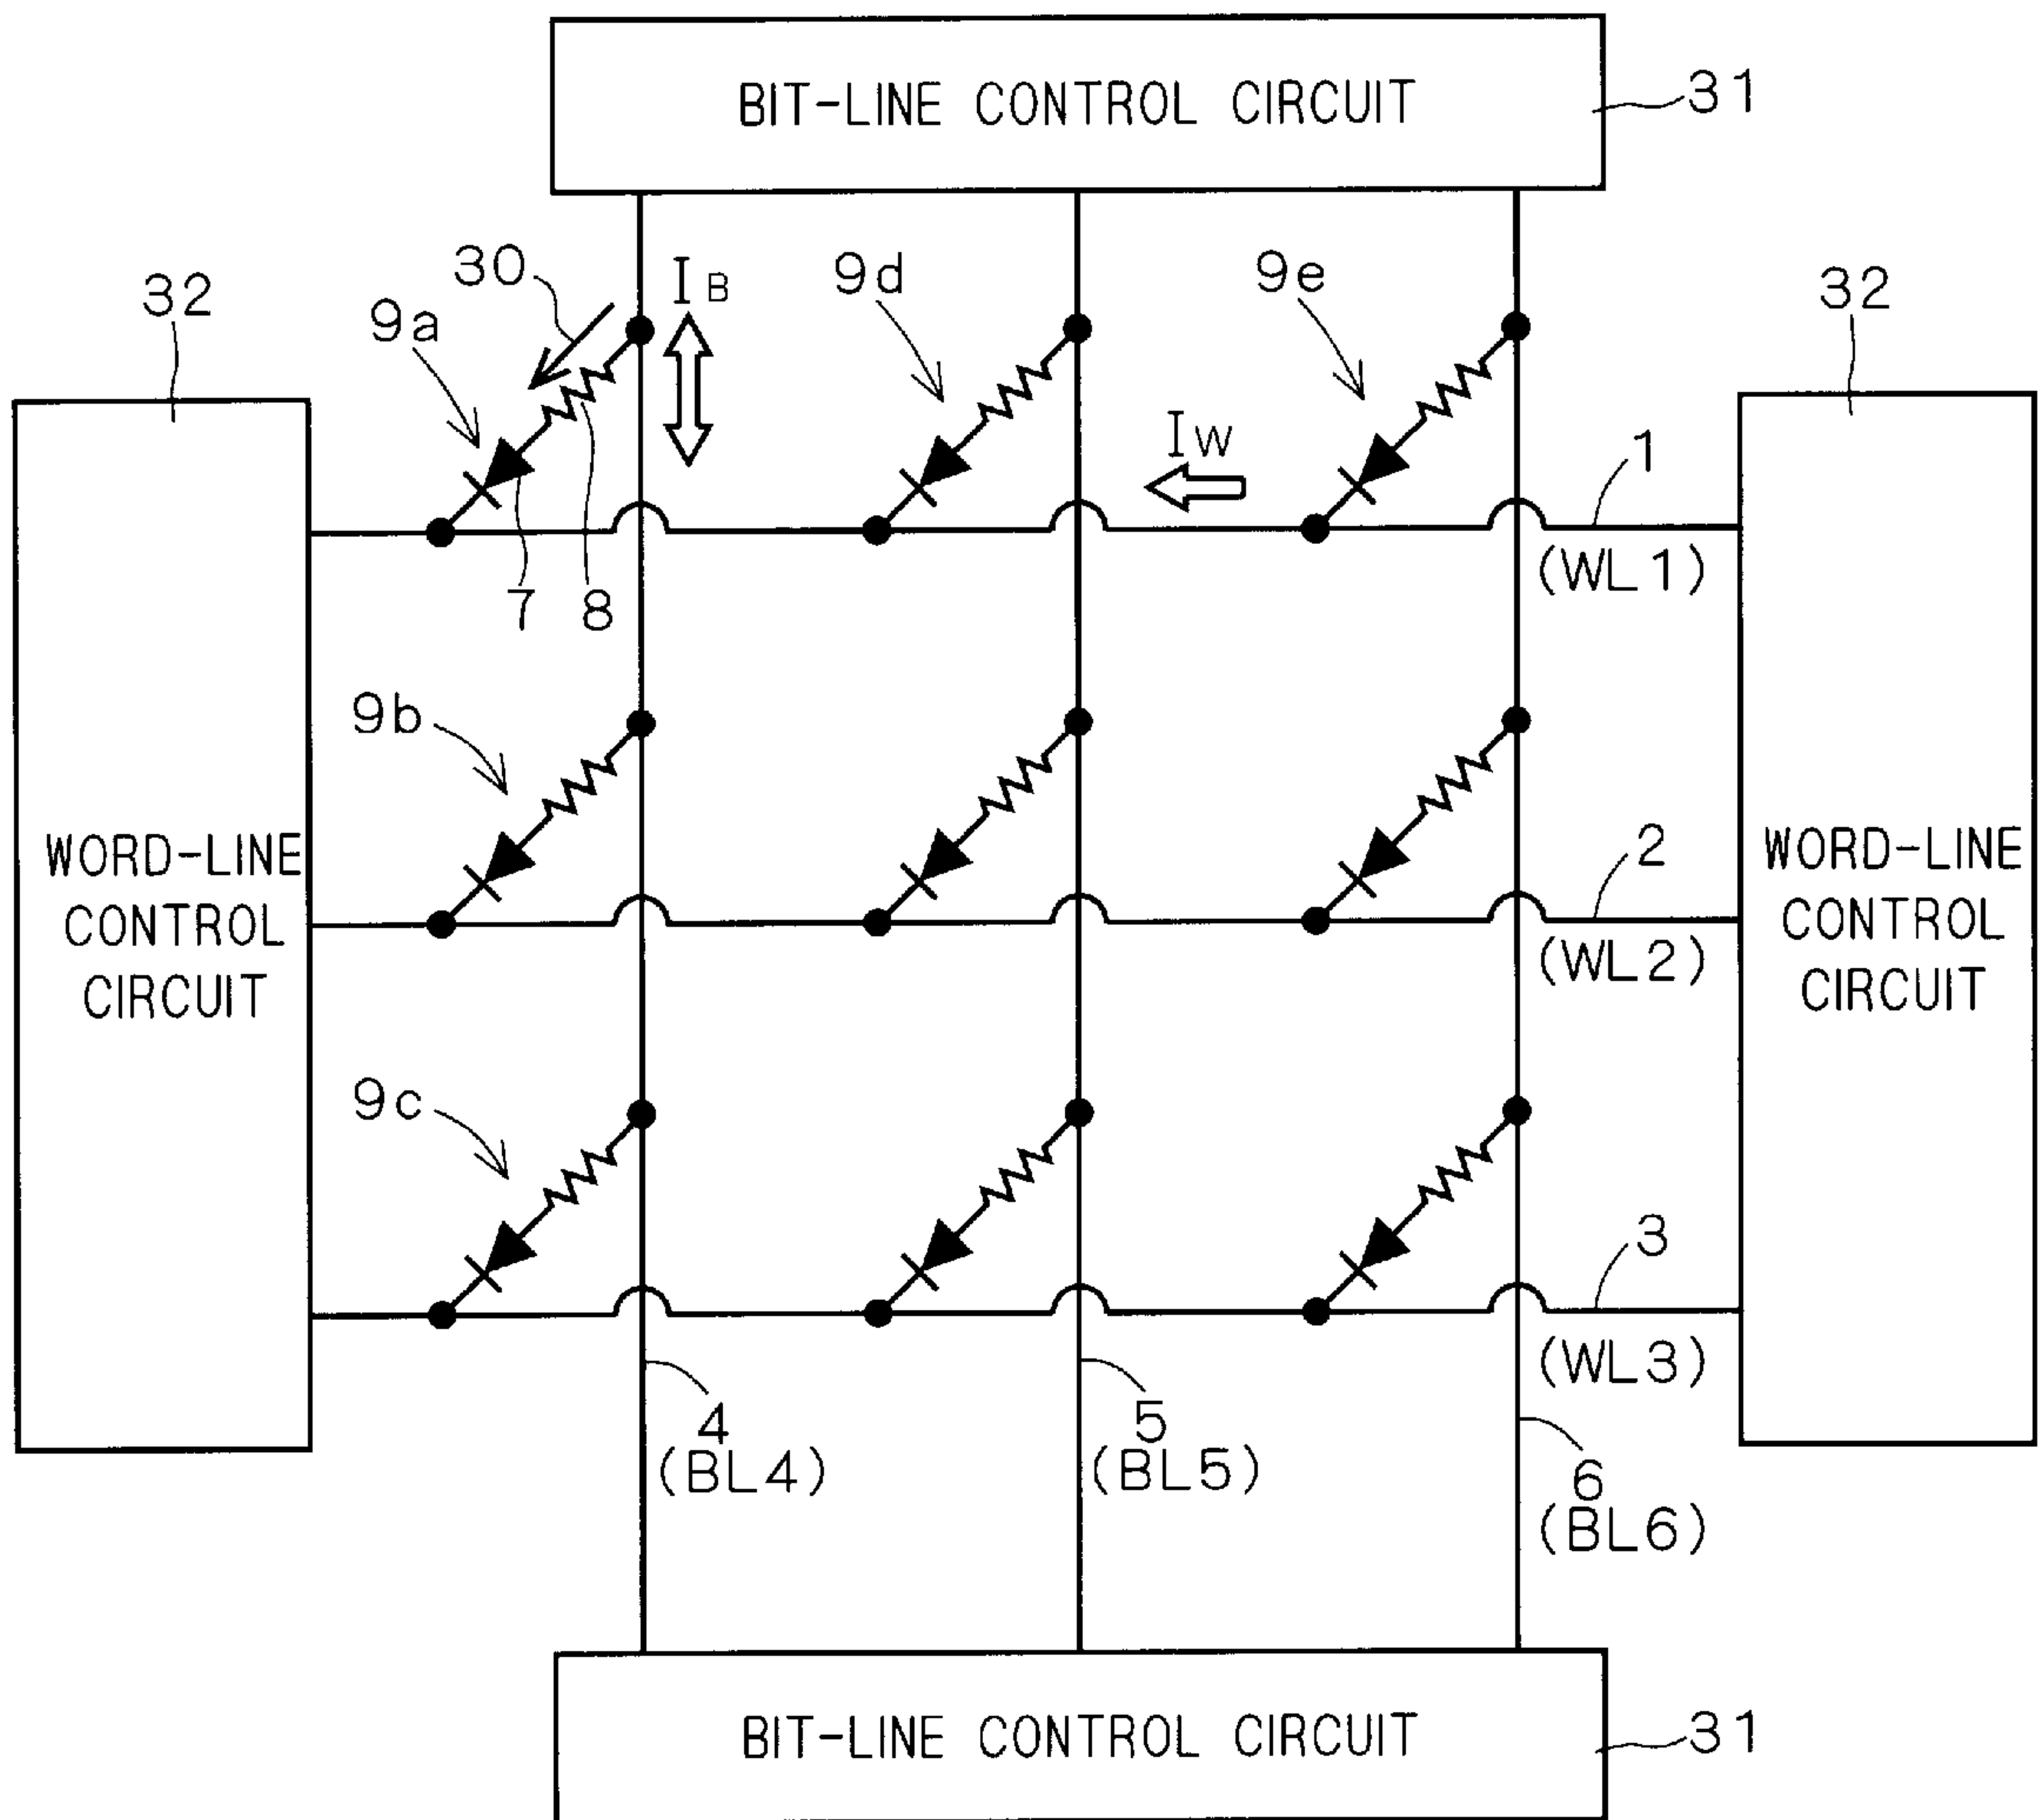 BIT-LINE CONTROL CIRCUIT
31
30
IB
9d
9e
32
32
9a
IW
1
(WL1)
7
8
9b
2
(WL2)
WORD-LINE
CONTROL
CIRCUIT
WORD-LINE
CONTROL
CIRCUIT
9c
3
(WL3)
4
(BL4)
5
(BL5)
6
(BL6)
BIT-LINE CONTROL CIRCUIT
31